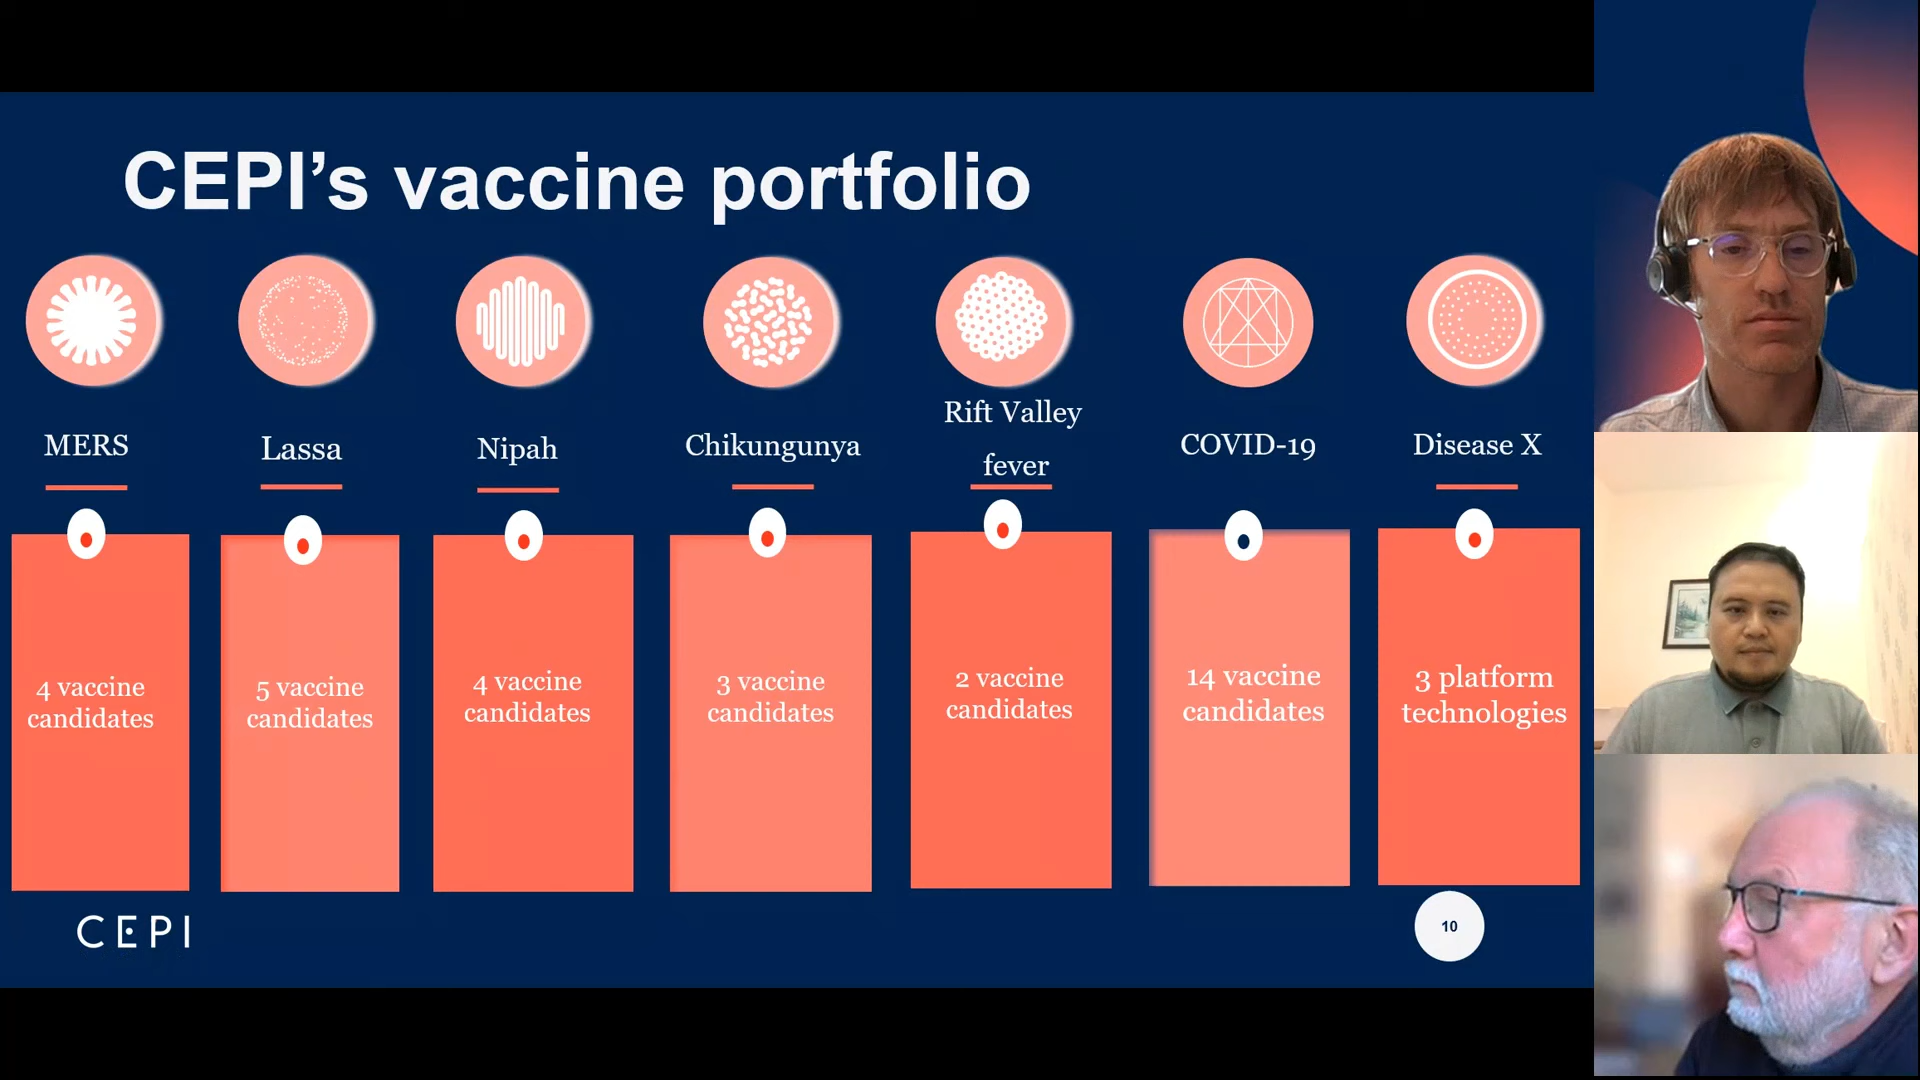 CEPI’s vaccine portfolio
MERS
Lassa
Nipah
Chikungunya
Rift Valley
fever
COVID-19
Disease X
4 vaccine
candidates
5 vaccine
candidates
4 vaccine
candidates
3 vaccine
candidates
2 vaccine
candidates
14 vaccine
candidates
3 platform
technologies
CEPI
10